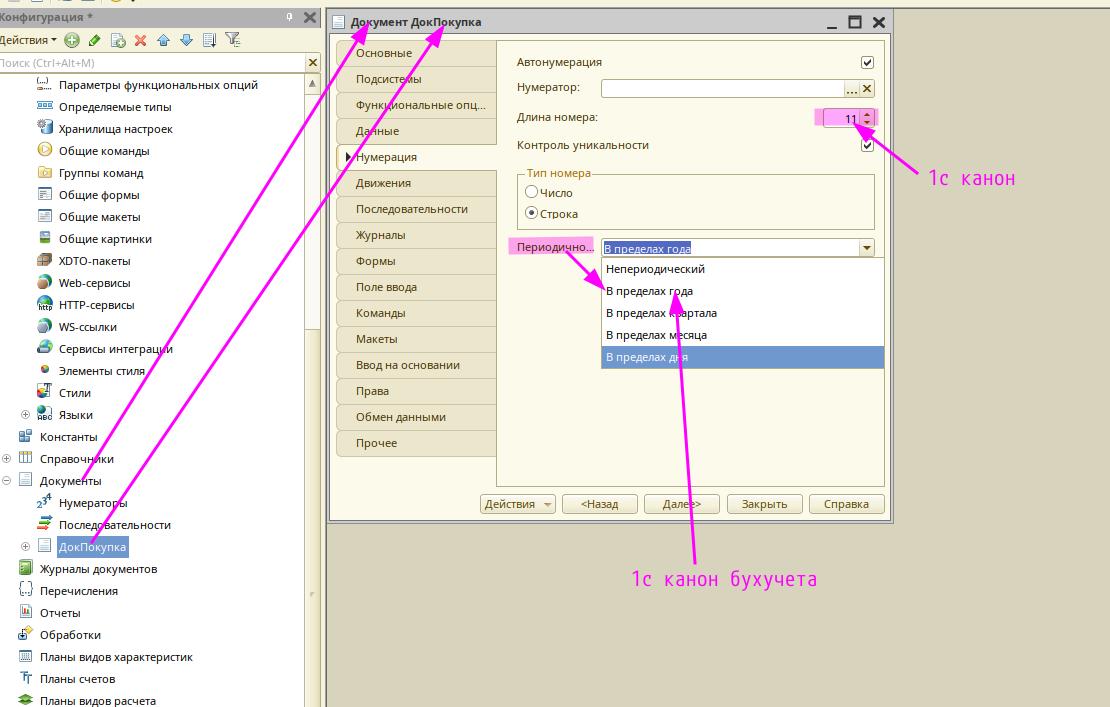 Конфигурация *
Действия
Поиск (Ctrl+Alt+M)
Параметры функциональных опций
Определяемые типы
Хранилища настроек
Общие команды
Группы команд
Общие формы
Общие макеты
Общие картинки
XDTO-пакеты
Web-сервисы
HTTP-сервисы
WS-ссылки
Сервисы интеграции
Элементы стиля
Стили
Языки
Константы
Справочники
Документы
Нумераторы
Последовательности
ДокПокупка
Журналы документов
Перечисления
Отчеты
Обработки
Планы видов характеристик
Планы счетов
Планы видов расчета
Документ ДокПокупка
Основные
Подсистемы
Функциональные опц...
Данные
Нумерация
Движения
Последовательности
Журналы
Формы
Поле ввода
Команды
Макеты
Ввод на основании
Права
Обмен данными
Прочее
Автонумерация
Нумератор:
Длина номера: 11
Контроль уникальности
Тип номера
Число
Строка
Периодично... В пределах года
Непериодический
В пределах года
В пределах квартала
В пределах месяца
В пределах дня
Действия <Назад Далее> Закрыть Справка
1с канон
1с канон бухучета